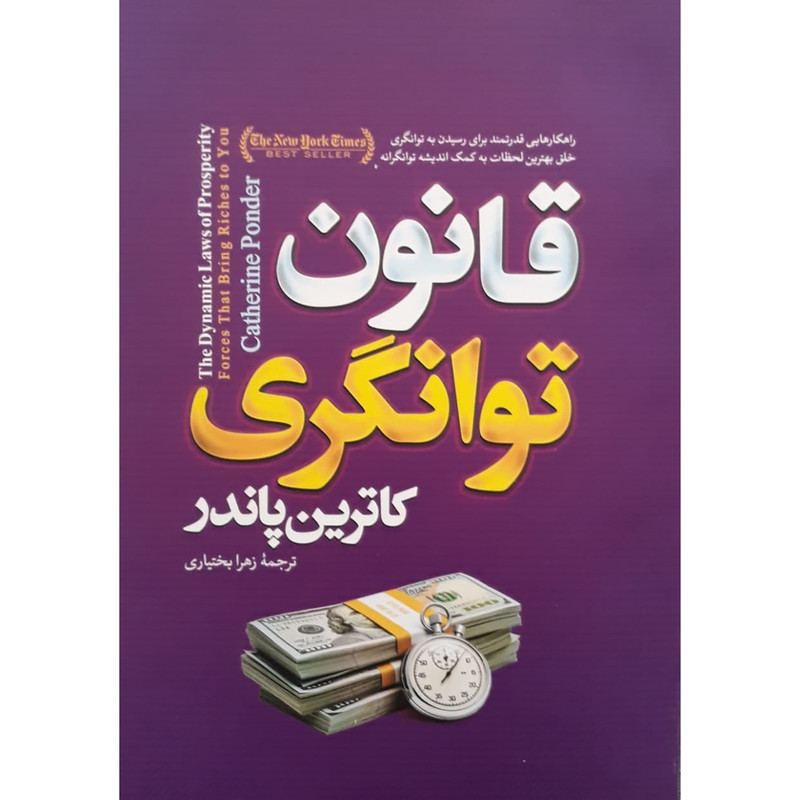 راهکارهایی قدرتمند برای رسیدن به توانگری
خلق بهترین لحظات به کمک اندیشه توانگرانه
The New York Times
BEST SELLER
The Dynamic Laws of Prosperity
Forces That Bring Riches to You
Catherine Ponder
قانون
توانگری
کاترین پاندر
ترجمهٔ زهرا بختیاری